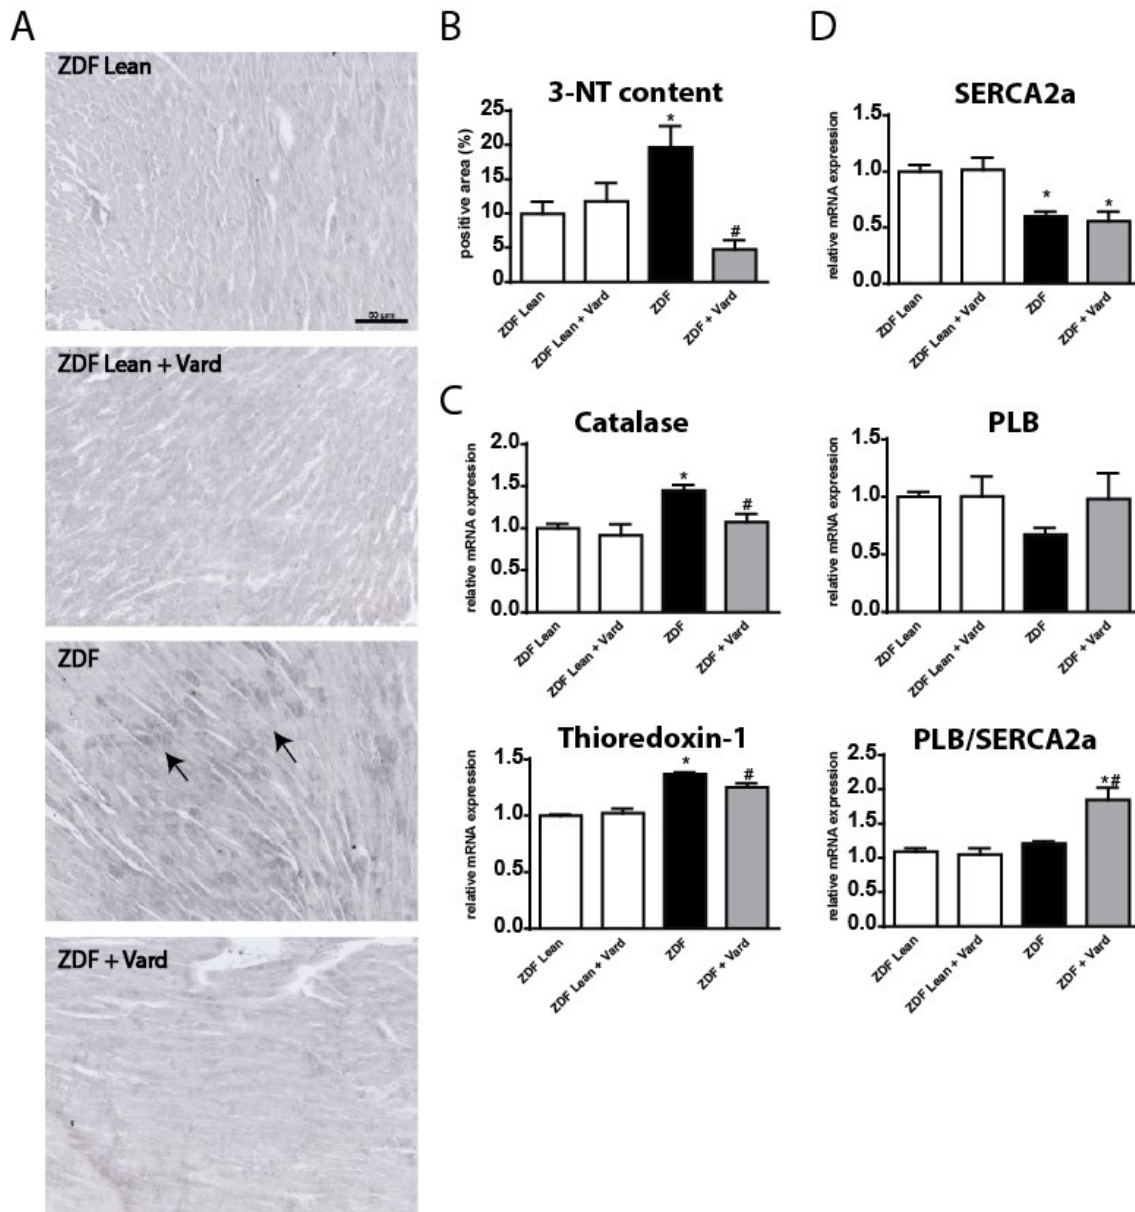 A
ZDF Lean
50 µm
ZDF Lean + Vard
ZDF
ZDF + Vard
B
3-NT content
positive area (%)
25
20
15
10
5
0
*
#
ZDF Lean
ZDF Lean + Vard
ZDF
ZDF + Vard
C
Catalase
relative mRNA expression
2.0
1.5
1.0
0.5
0.0
*
#
ZDF Lean
ZDF Lean + Vard
ZDF
ZDF + Vard
Thioredoxin-1
relative mRNA expression
1.5
1.0
0.5
0.0
*
#
ZDF Lean
ZDF Lean + Vard
ZDF
ZDF + Vard
D
SERCA2a
relative mRNA expression
1.5
1.0
0.5
0.0
*
*
ZDF Lean
ZDF Lean + Vard
ZDF
ZDF + Vard
PLB
relative mRNA expression
1.5
1.0
0.5
0.0
ZDF Lean
ZDF Lean + Vard
ZDF
ZDF + Vard
PLB/SERCA2a
relative mRNA expression
2.5
2.0
1.5
1.0
0.5
0.0
*#
ZDF Lean
ZDF Lean + Vard
ZDF
ZDF + Vard